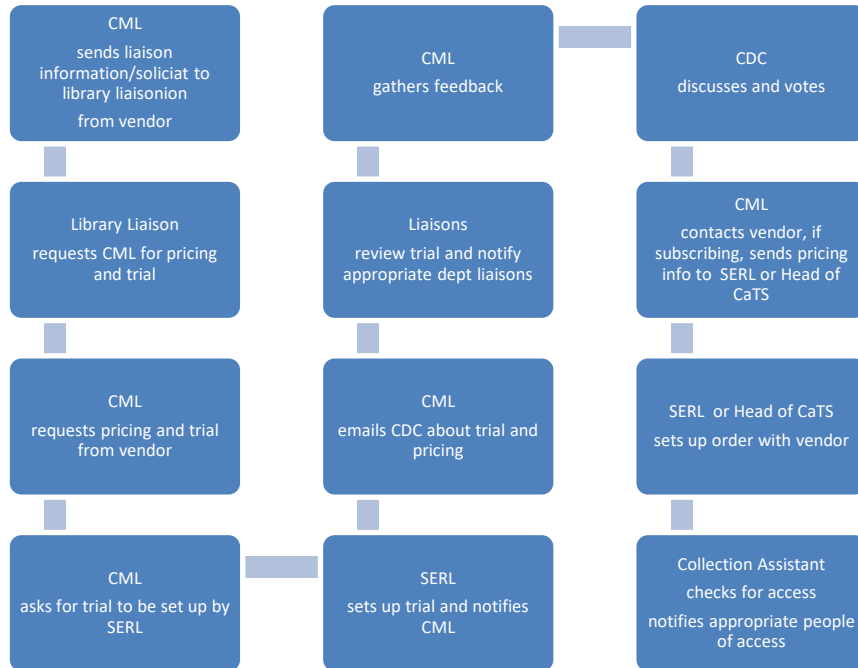 CML
sends liaison
information/soliciat to
library liaisonion
from vendor
Library Liaison
requests CML for pricing
and trial
CML
requests pricing and trial
from vendor
CML
asks for trial to be set up by
SERL
SERL
sets up trial and notifies
CML
CML
emails CDC about trial and
pricing
Liaisons
review trial and notify
appropriate dept liaisons
CML
gathers feedback
CDC
discusses and votes
CML
contacts vendor, if
subscribing, sends pricing
info to SERL or Head of
CaTS
SERL or Head of CaTS
sets up order with vendor
Collection Assistant
checks for access
notifies appropriate people
of access